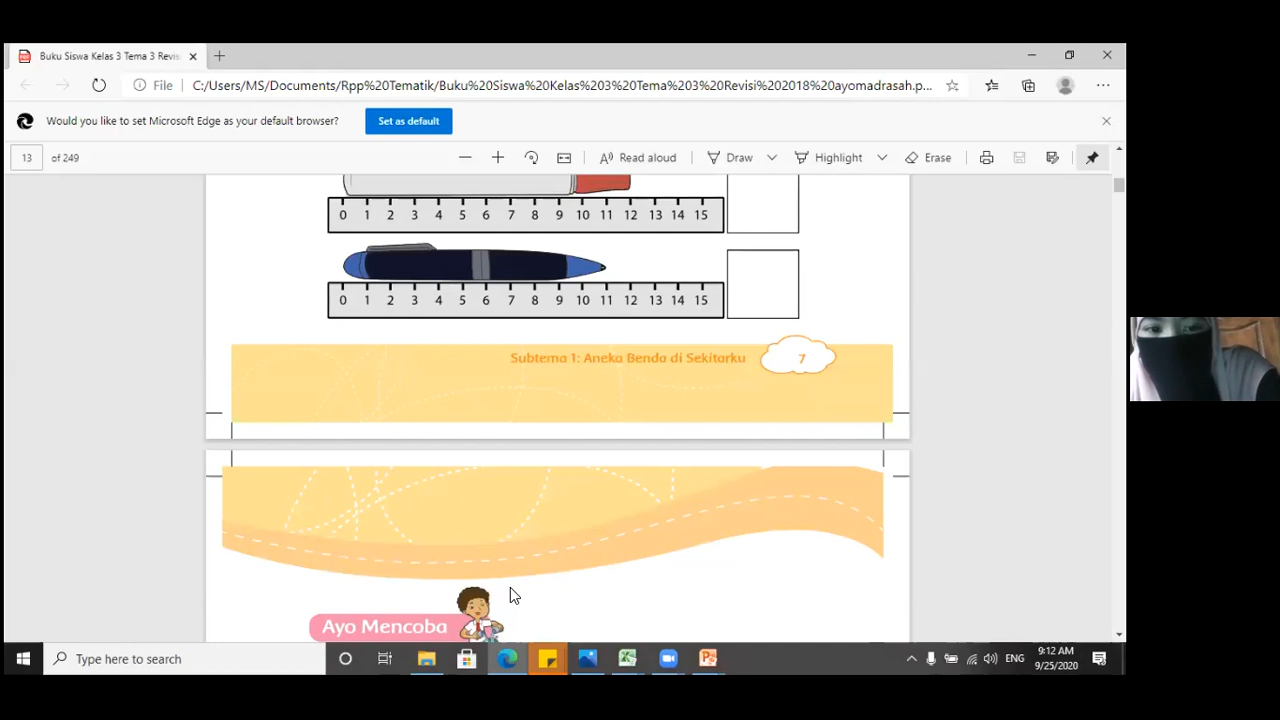 Buku Siswa Kelas 3 Tema 3 Revis
File C:/Users/MS/Documents/Rpp%20Tematik/Buku%20Siswa%20Kelas%203%20Tema%203%20Revisi%202018%20ayomadrasah.p...
Would you like to set Microsoft Edge as your default browser? Set as default
13 of 249 Read aloud Draw Highlight Erase
0 1 2 3 4 5 6 7 8 9 10 11 12 13 14 15
0 1 2 3 4 5 6 7 8 9 10 11 12 13 14 15
Subtema 1: Aneka Benda di Sekitarku 7
Ayo Mencoba
Type here to search
ENG
9:12 AM
9/25/2020